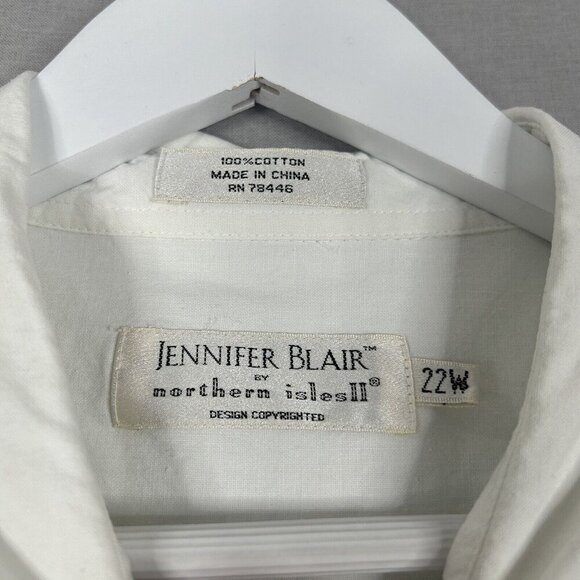 100% COTTON
MADE IN CHINA
RN 78446
JENNIFER BLAIR™
BY
northern islesII®
DESIGN COPYRIGHTED
22W